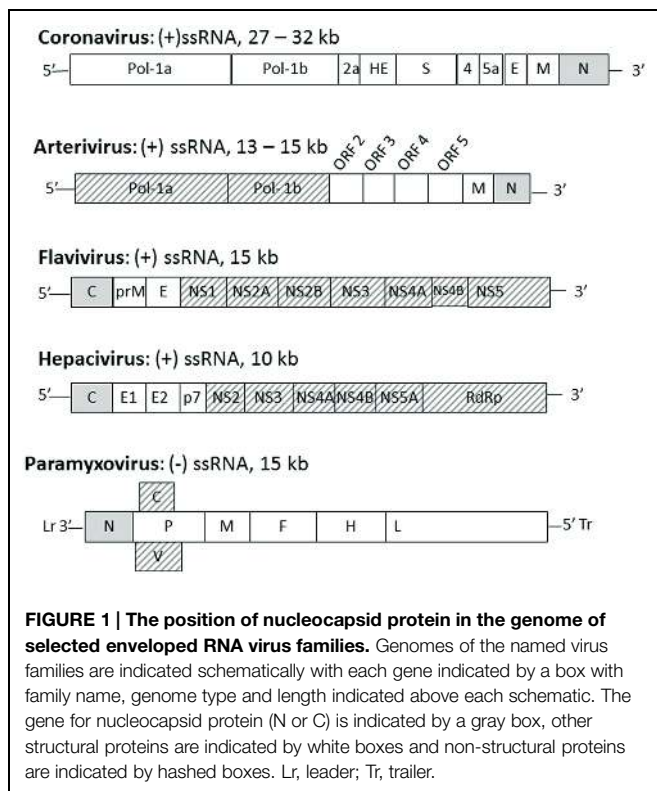 Coronavirus: (+)ssRNA, 27 – 32 kb
5′ Pol-1a Pol-1b 2a HE S 4 5a E M N 3′
Arterivirus: (+) ssRNA, 13 – 15 kb
ORF 2 ORF 3 ORF 4 ORF 5
5′ Pol-1a Pol-1b M N 3′
Flavivirus: (+) ssRNA, 15 kb
5′ C prM E NS1 NS2A NS2B NS3 NS4A NS4B NS5 3′
Hepacivirus: (+) ssRNA, 10 kb
5′ C E1 E2 p7 NS2 NS3 NS4A NS4B NS5A RdRp 3′
Paramyxovirus: (-) ssRNA, 15 kb
C
Lr 3′ N P M F H L 5′ Tr
V
FIGURE 1 | The position of nucleocapsid protein in the genome of
selected enveloped RNA virus families. Genomes of the named virus
families are indicated schematically with each gene indicated by a box with
family name, genome type and length indicated above each schematic. The
gene for nucleocapsid protein (N or C) is indicated by a gray box, other
structural proteins are indicated by white boxes and non-structural proteins
are indicated by hashed boxes. Lr, leader; Tr, trailer.